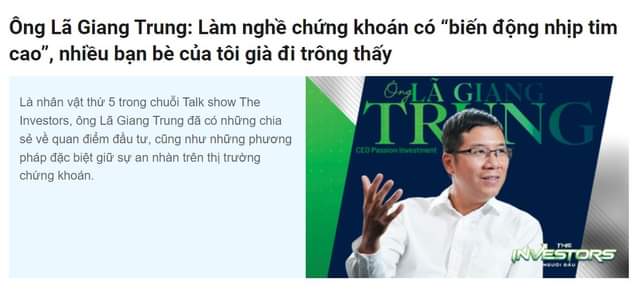 Ông Lã Giang Trung: Làm nghề chứng khoán có “biến động nhịp tim
cao”, nhiều bạn bè của tôi già đi trông thấy
Là nhân vật thứ 5 trong chuỗi Talk show The
Investors, ông Lã Giang Trung đã có những chia
sẻ về quan điểm đầu tư, cũng như những phương
pháp đặc biệt giữ sự an nhàn trên thị trường
chứng khoán.
Ông LÃ GIANG
TRUNG
CEO Passion Investment
THE
INVESTORS